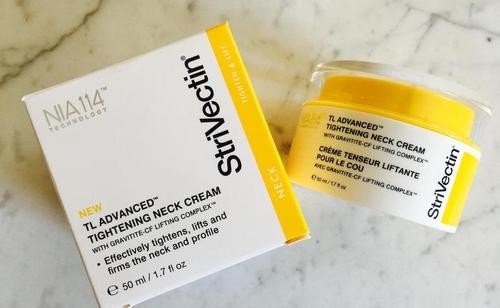 NIA114™
TECHNOLOGY
StriVectin®
TIGHTEN & LIFT
NECK
NEW
TL ADVANCED™
TIGHTENING NECK CREAM
WITH GRAVITITE-CF LIFTING COMPLEX™
• Effectively tightens, lifts and
firms the neck and profile
℮ 50 ml / 1.7 fl oz
NIA114
TL ADVANCED™
TIGHTENING NECK CREAM
WITH GRAVITITE-CF LIFTING COMPLEX™
CRÈME TENSEUR LIFTANTE
POUR LE COU
AVEC GRAVITITE-CF LIFTING COMPLEX™
℮ 50 ml / 1.7 fl oz
StriVectin®